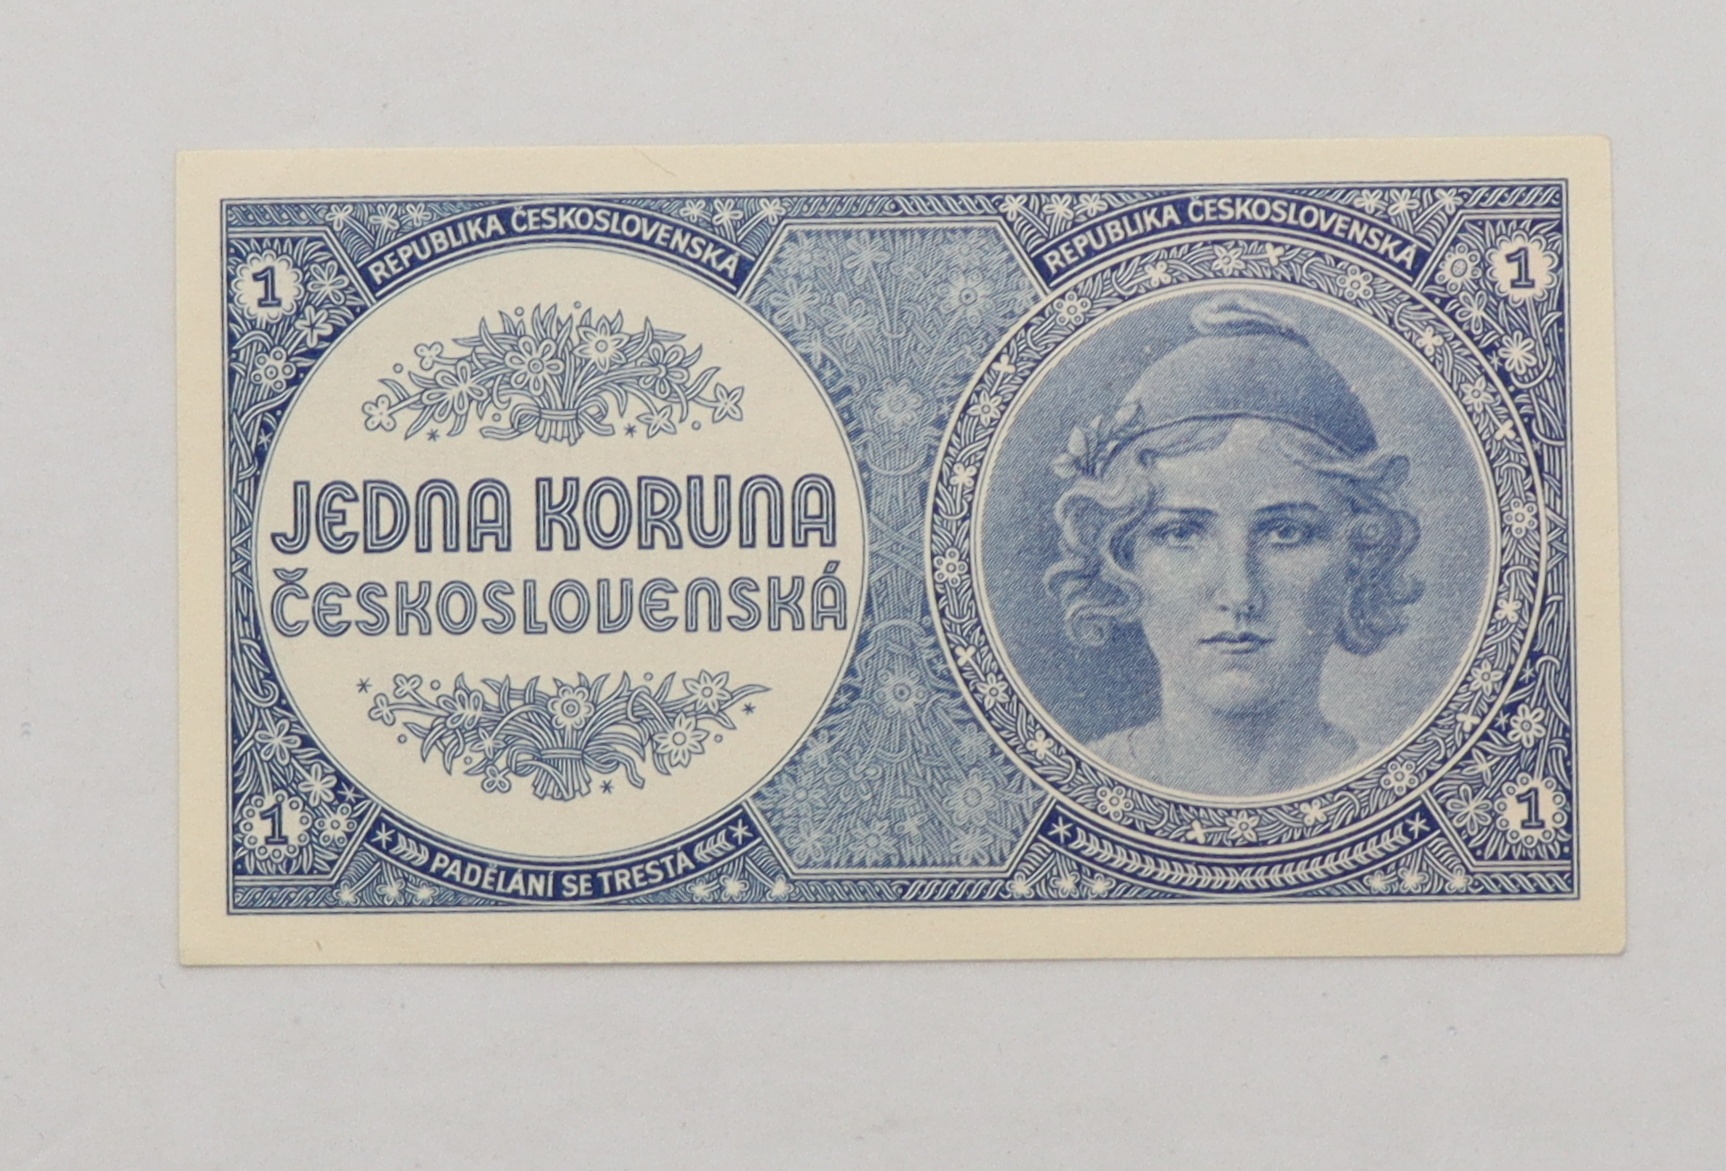 REPUBLIKA ČESKOSLOVENSKÁ
REPUBLIKA ČESKOSLOVENSKÁ
1
1
JEDNA KORUNA
ČESKOSLOVENSKÁ
1
1
PADĚLÁNÍ SE TRESTÁ